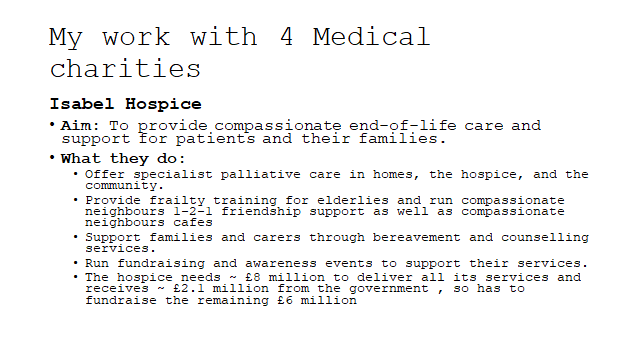 My work with 4 Medical
charities
Isabel Hospice
• Aim: To provide compassionate end-of-life care and
support for patients and their families.
• What they do:
• Offer specialist palliative care in homes, the hospice, and the
community.
• Provide frailty training for elderlies and run compassionate
neighbours 1-2-1 friendship support as well as compassionate
neighbours cafes
• Support families and carers through bereavement and counselling
services.
• Run fundraising and awareness events to support their services.
• The hospice needs ~ £8 million to deliver all its services and
receives ~ £2.1 million from the government , so has to
fundraise the remaining £6 million